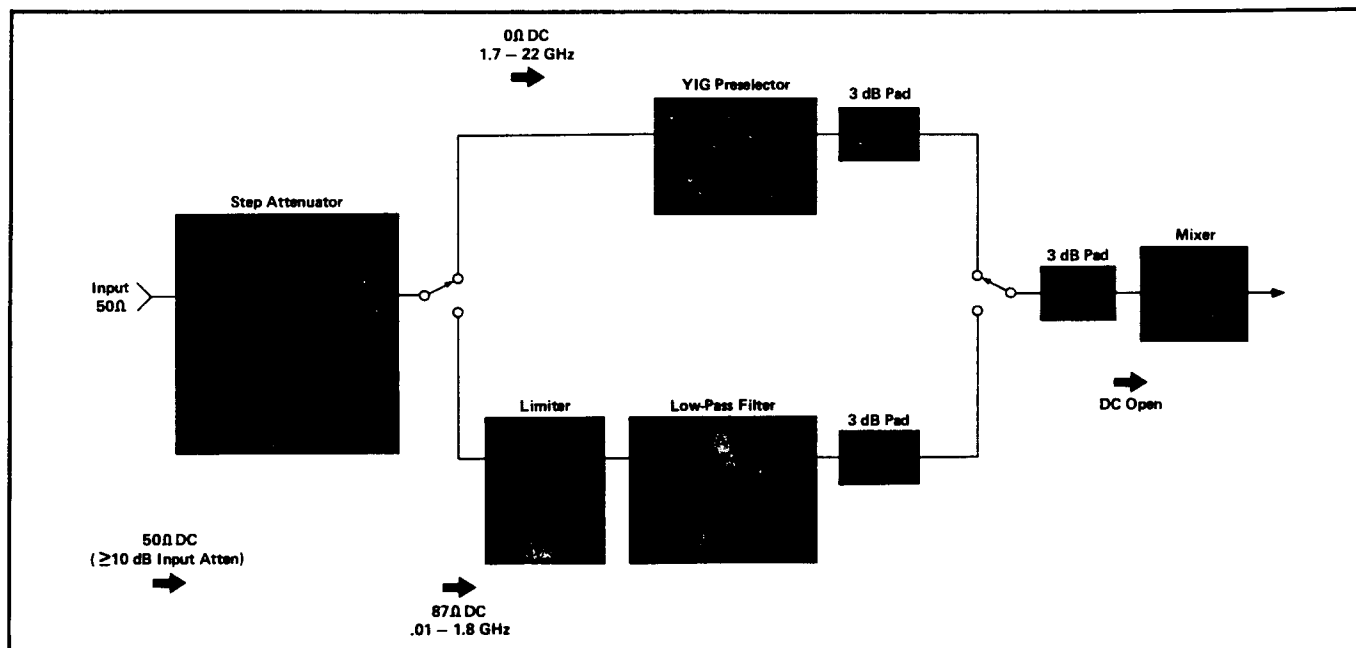 0Ω DC
1.7 – 22 GHz
YIG Preselector
3 dB Pad
Step Attenuator
Mixer
3 dB Pad
Input
50Ω
DC Open
Limiter
Low-Pass Filter
3 dB Pad
50Ω DC
(≥10 dB Input Atten)
87Ω DC
.01 – 1.8 GHz